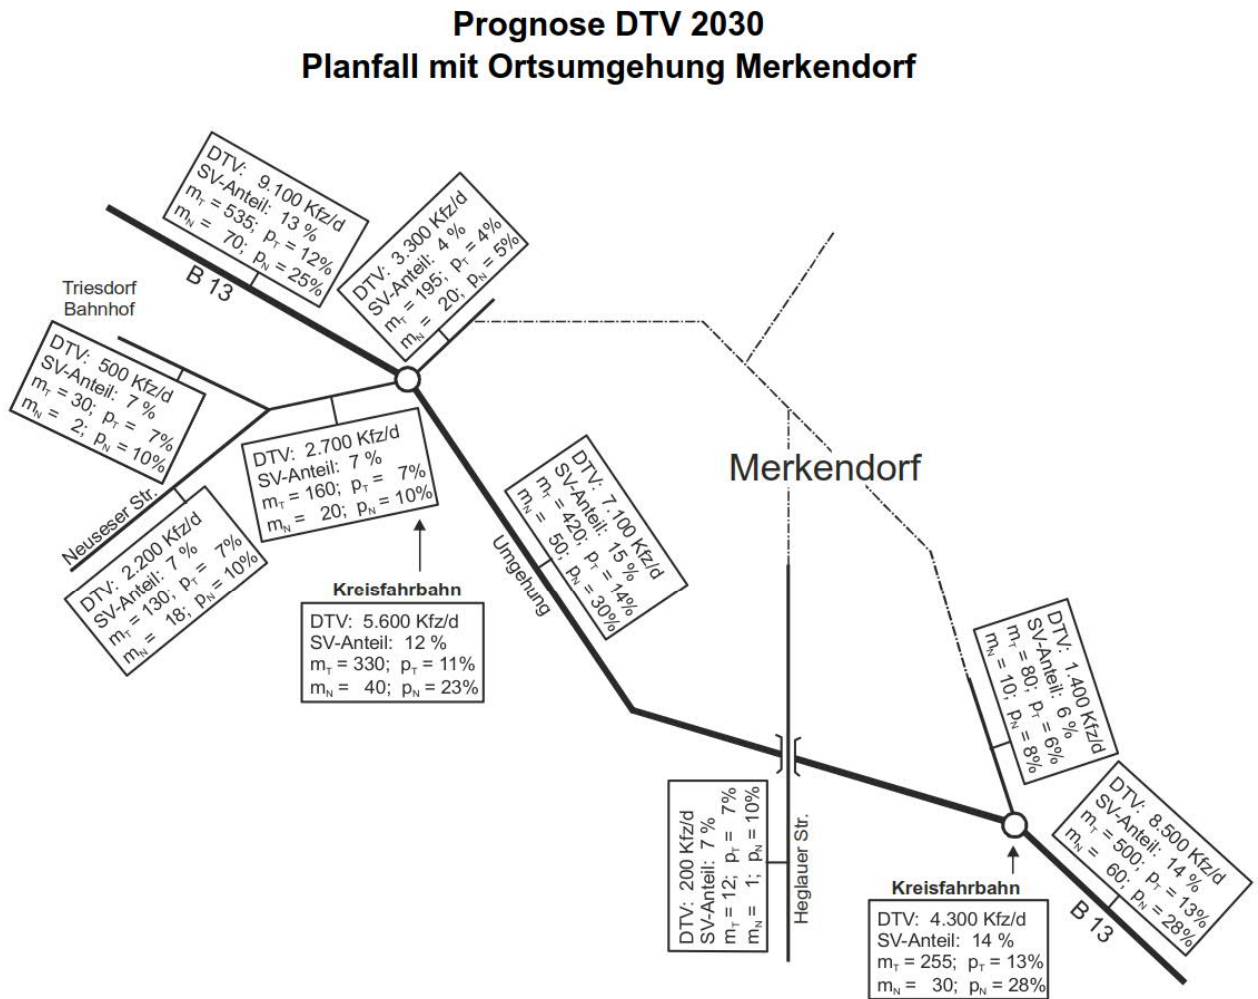 Prognose DTV 2030
Planfall mit Ortsumgehung Merkendorf
DTV: 9.100 Kfz/d
SV-Anteil: 13 %
mT = 535; pT = 12%
mN = 70; pN = 25%
B 13
DTV: 3.300 Kfz/d
SV-Anteil: 4 %
mT = 195; pT = 4%
mN = 20; pN = 5%
Triesdorf
Bahnhof
DTV: 500 Kfz/d
SV-Anteil: 7 %
mT = 30; pT = 7%
mN = 2; pN = 10%
DTV: 2.700 Kfz/d
SV-Anteil: 7 %
mT = 160; pT = 7%
mN = 20; pN = 10%
Neuseser Str.
DTV: 2.200 Kfz/d
SV-Anteil: 7 %
mT = 130; pT = 7%
mN = 18; pN = 10%
Kreisfahrbahn
DTV: 5.600 Kfz/d
SV-Anteil: 12 %
mT = 330; pT = 11%
mN = 40; pN = 23%
Merkendorf
DTV: 7.100 Kfz/d
SV-Anteil: 15 %
mT = 420; pT = 14%
mN = 50; pN = 30%
Umgehung
DTV: 1.400 Kfz/d
SV-Anteil: 6 %
mT = 80; pT = 6%
mN = 10; pN = 8%
DTV: 200 Kfz/d
SV-Anteil: 7 %
mT = 12; pT = 7%
mN = 1; pN = 10%
Heglauer Str.
DTV: 8.500 Kfz/d
SV-Anteil: 14 %
mT = 500; pT = 13%
mN = 60; pN = 28%
B 13
Kreisfahrbahn
DTV: 4.300 Kfz/d
SV-Anteil: 14 %
mT = 255; pT = 13%
mN = 30; pN = 28%